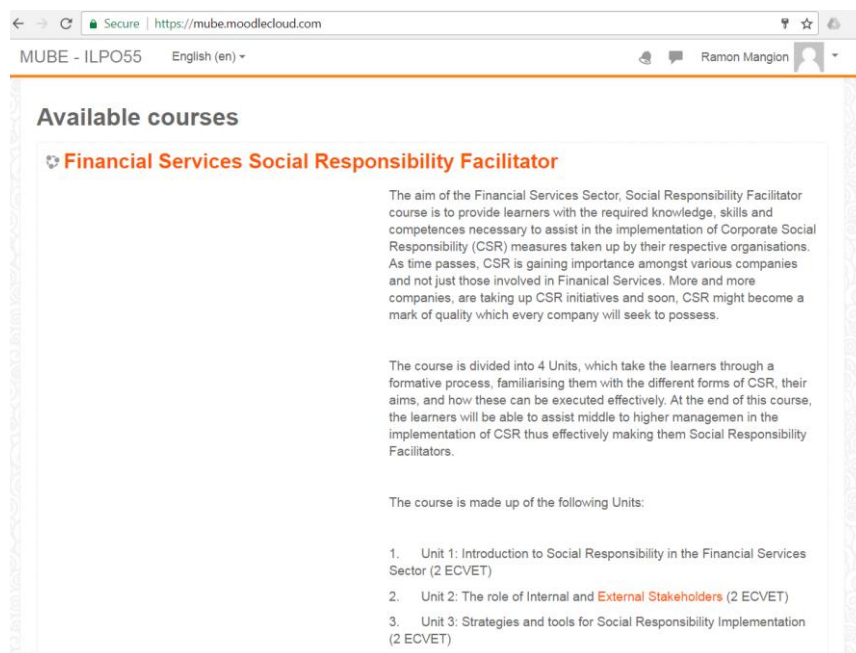 Secure | https://mube.moodlecloud.com
MUBE - ILPO55 English (en) Ramon Mangion
Available courses
Financial Services Social Responsibility Facilitator
The aim of the Financial Services Sector, Social Responsibility Facilitator
course is to provide learners with the required knowledge, skills and
competences necessary to assist in the implementation of Corporate Social
Responsibility (CSR) measures taken up by their respective organisations.
As time passes, CSR is gaining importance amongst various companies
and not just those involved in Finanical Services. More and more
companies, are taking up CSR initiatives and soon, CSR might become a
mark of quality which every company will seek to possess.
The course is divided into 4 Units, which take the learners through a
formative process, familiarising them with the different forms of CSR, their
aims, and how these can be executed effectively. At the end of this course,
the learners will be able to assist middle to higher managemen in the
implementation of CSR thus effectively making them Social Responsibility
Facilitators.
The course is made up of the following Units:
1. Unit 1: Introduction to Social Responsibility in the Financial Services
Sector (2 ECVET)
2. Unit 2: The role of Internal and External Stakeholders (2 ECVET)
3. Unit 3: Strategies and tools for Social Responsibility Implementation
(2 ECVET)